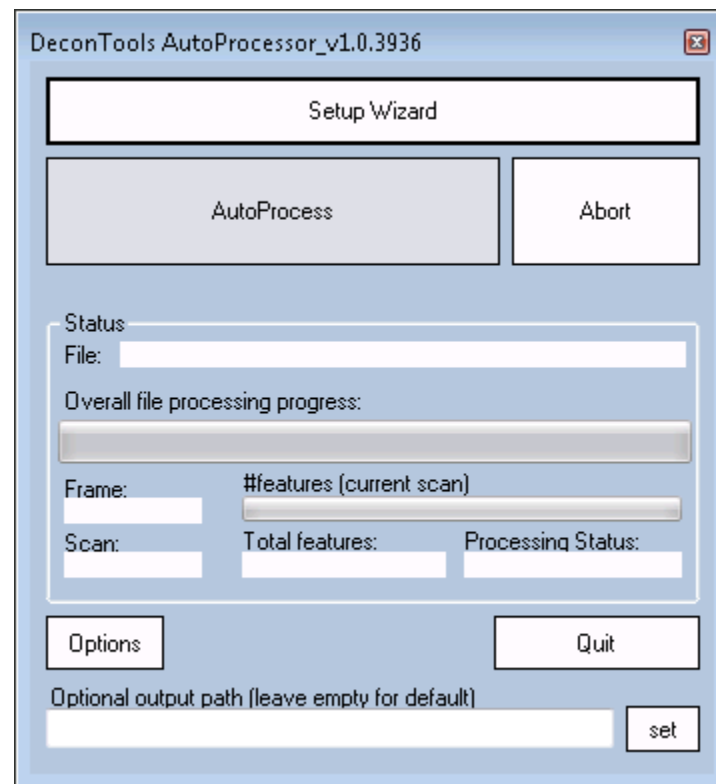 DeconTools AutoProcessor_v1.0.3936
Setup Wizard
AutoProcess
Abort
Status
File:
Overall file processing progress:
Frame:
#features (current scan)
Scan:
Total features:
Processing Status:
Options
Quit
Optional output path (leave empty for default)
set